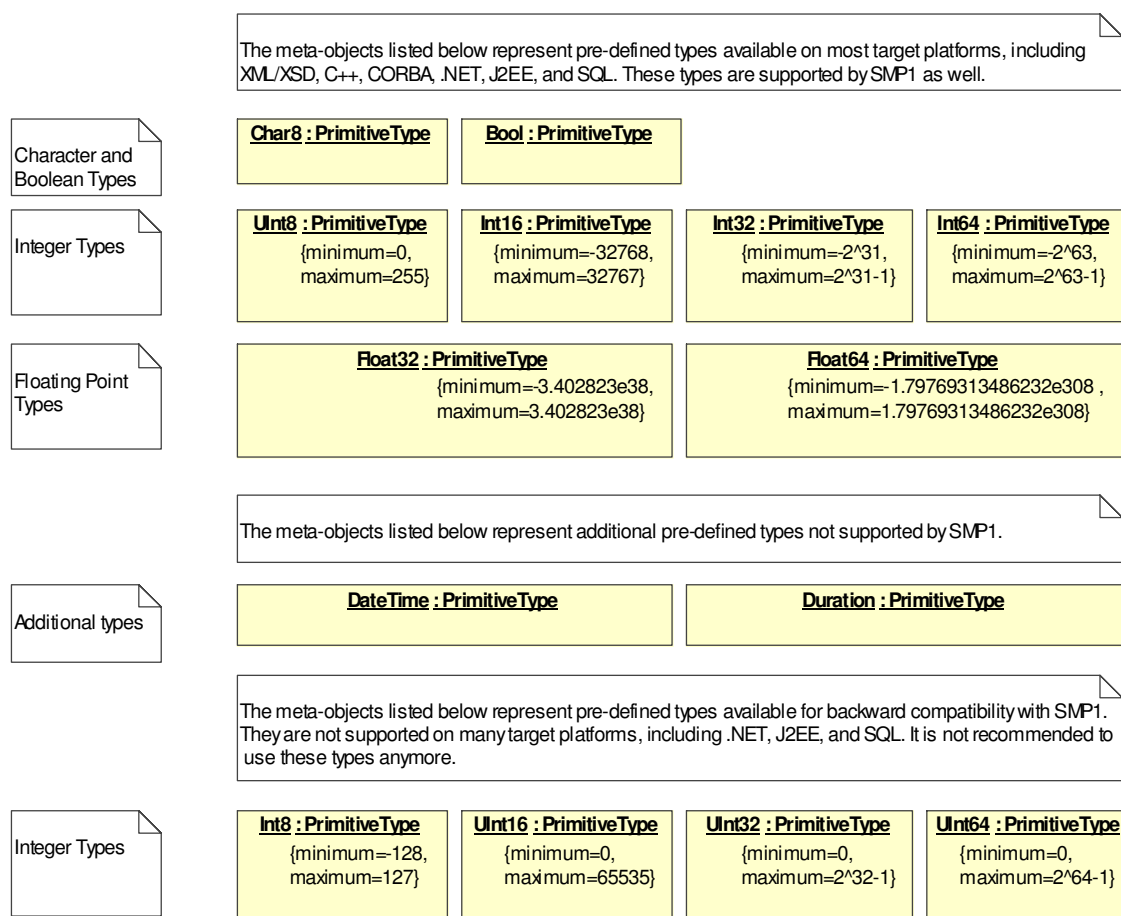 The meta-objects listed below represent pre-defined types available on most target platforms, including
XML/XSD, C++, CORBA, .NET, J2EE, and SQL. These types are supported by SMP1 as well.
Character and
Boolean Types
Char8 : PrimitiveType
Bool : PrimitiveType
Integer Types
UInt8 : PrimitiveType
{minimum=0,
maximum=255}
Int16 : PrimitiveType
{minimum=-32768,
maximum=32767}
Int32 : PrimitiveType
{minimum=-2^31,
maximum=2^31-1}
Int64 : PrimitiveType
{minimum=-2^63,
maximum=2^63-1}
Floating Point
Types
Float32 : PrimitiveType
{minimum=-3.402823e38,
maximum=3.402823e38}
Float64 : PrimitiveType
{minimum=-1.79769313486232e308 ,
maximum=1.79769313486232e308}
The meta-objects listed below represent additional pre-defined types not supported by SMP1.
Additional types
DateTime : PrimitiveType
Duration : PrimitiveType
The meta-objects listed below represent pre-defined types available for backward compatibility with SMP1.
They are not supported on many target platforms, including .NET, J2EE, and SQL. It is not recommended to
use these types anymore.
Integer Types
Int8 : PrimitiveType
{minimum=-128,
maximum=127}
UInt16 : PrimitiveType
{minimum=0,
maximum=65535}
UInt32 : PrimitiveType
{minimum=0,
maximum=2^32-1}
UInt64 : PrimitiveType
{minimum=0,
maximum=2^64-1}